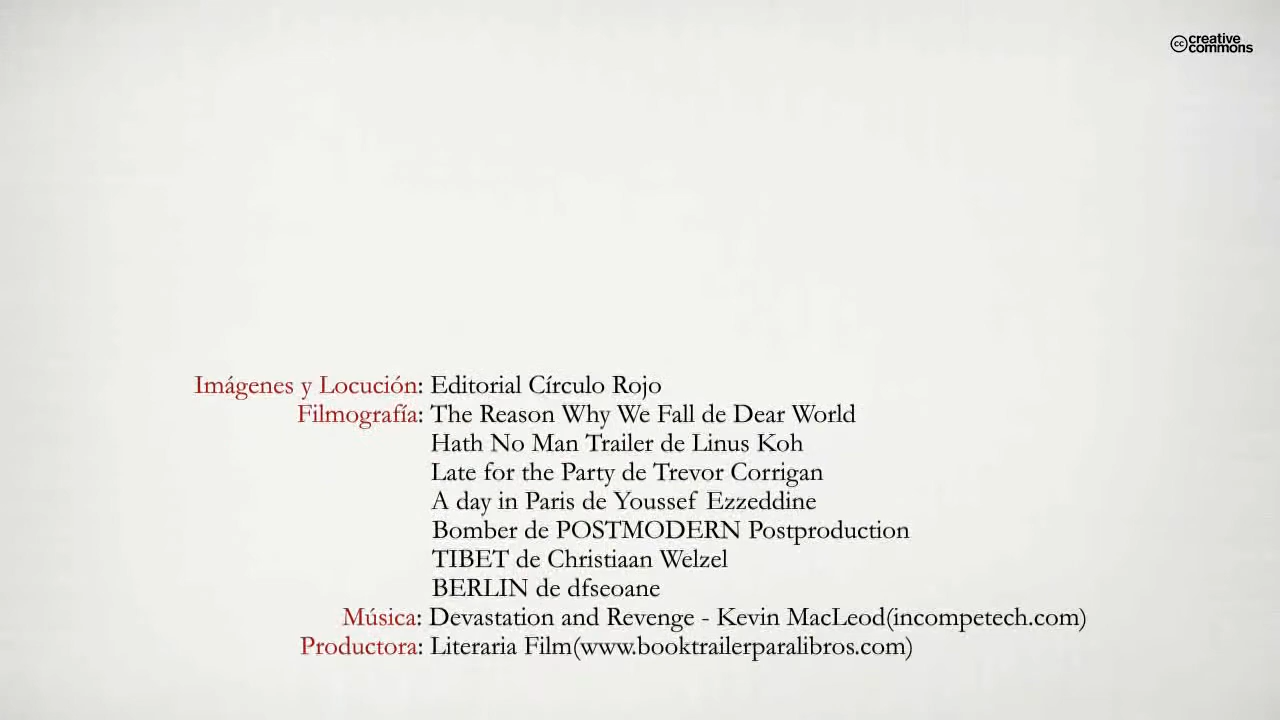 creative
commons
Imágenes y Locución: Editorial Círculo Rojo
Filmografía: The Reason Why We Fall de Dear World
Hath No Man Trailer de Linus Koh
Late for the Party de Trevor Corrigan
A day in Paris de Youssef Ezzeddine
Bomber de POSTMODERN Postproduction
TIBET de Christiaan Welzel
BERLIN de dfseoane
Música: Devastation and Revenge - Kevin MacLeod(incompetech.com)
Productora: Literaria Film(www.booktrailerparalibros.com)